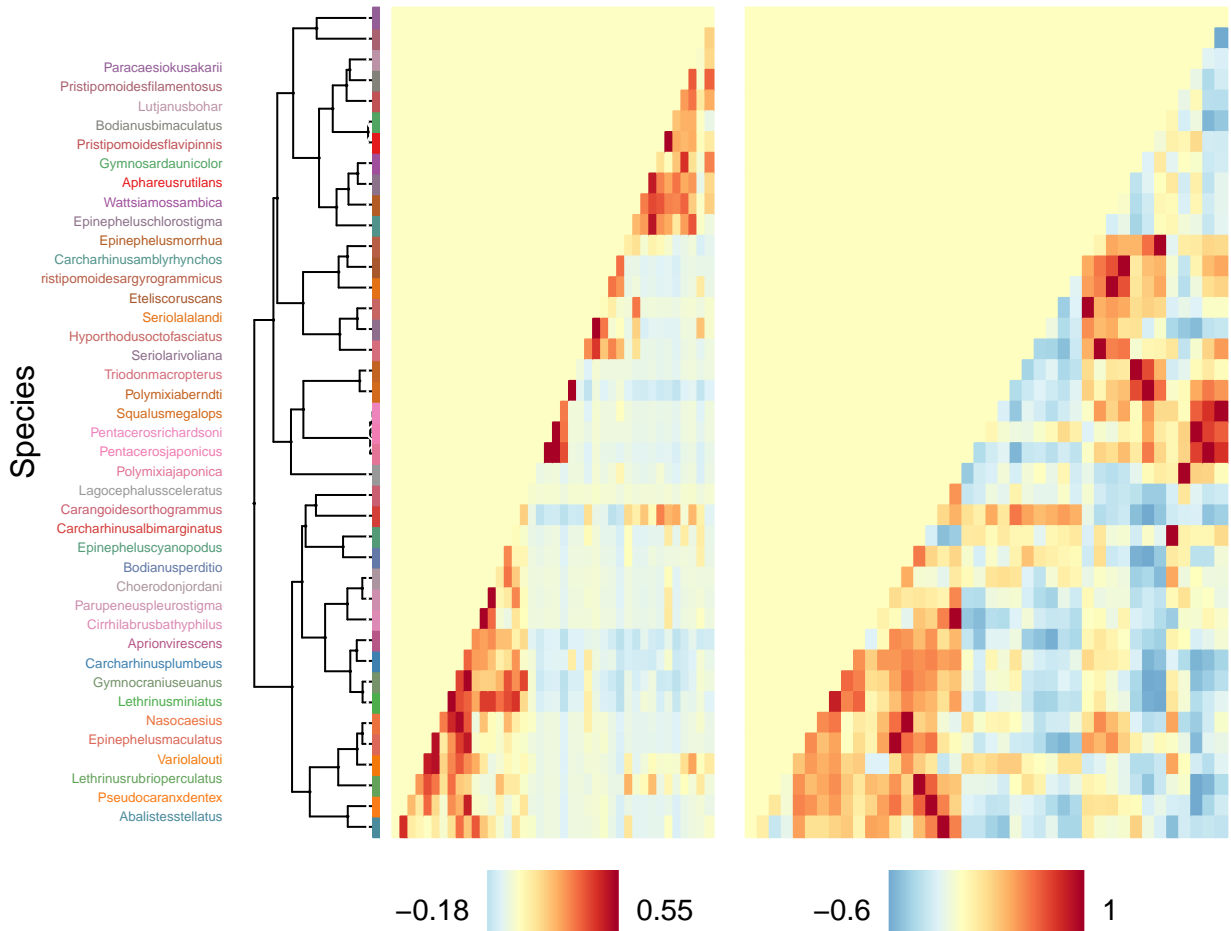 Species
Paracaesiokusakarii
Pristipomoidesfilamentosus
Lutjanusbohar
Bodianusbimaculatus
Pristipomoidesflavipinnis
Gymnosardaunicolor
Aphareusrutilans
Wattsiamossambica
Epinepheluschlorostigma
Epinephelusmorrhua
Carcharhinusamblyrhynchos
ristipomoidesargyrogrammicus
Eteliscoruscans
Seriolalalandi
Hyporthodusoctofasciatus
Seriolarivoliana
Triodonmacropterus
Polymixiaberndti
Squalusmegalops
Pentacerosrichardsoni
Pentacerosjaponicus
Polymixiajaponica
Lagocephalussceleratus
Carangoidesorthogrammus
Carcharhinusalbimarginatus
Epinepheluscyanopodus
Bodianusperditio
Choerodonjordani
Parupeneuspleurostigma
Cirrhilabrusbathyphilus
Aprionvirescens
Carcharhinusplumbeus
Gymnocraniuseuanus
Lethrinusminiatus
Nasocaesius
Epinephelusmaculatus
Variolalouti
Lethrinusrubrioperculatus
Pseudocaranxdentex
Abalistesstellatus
−0.18 0.55 −0.6 1